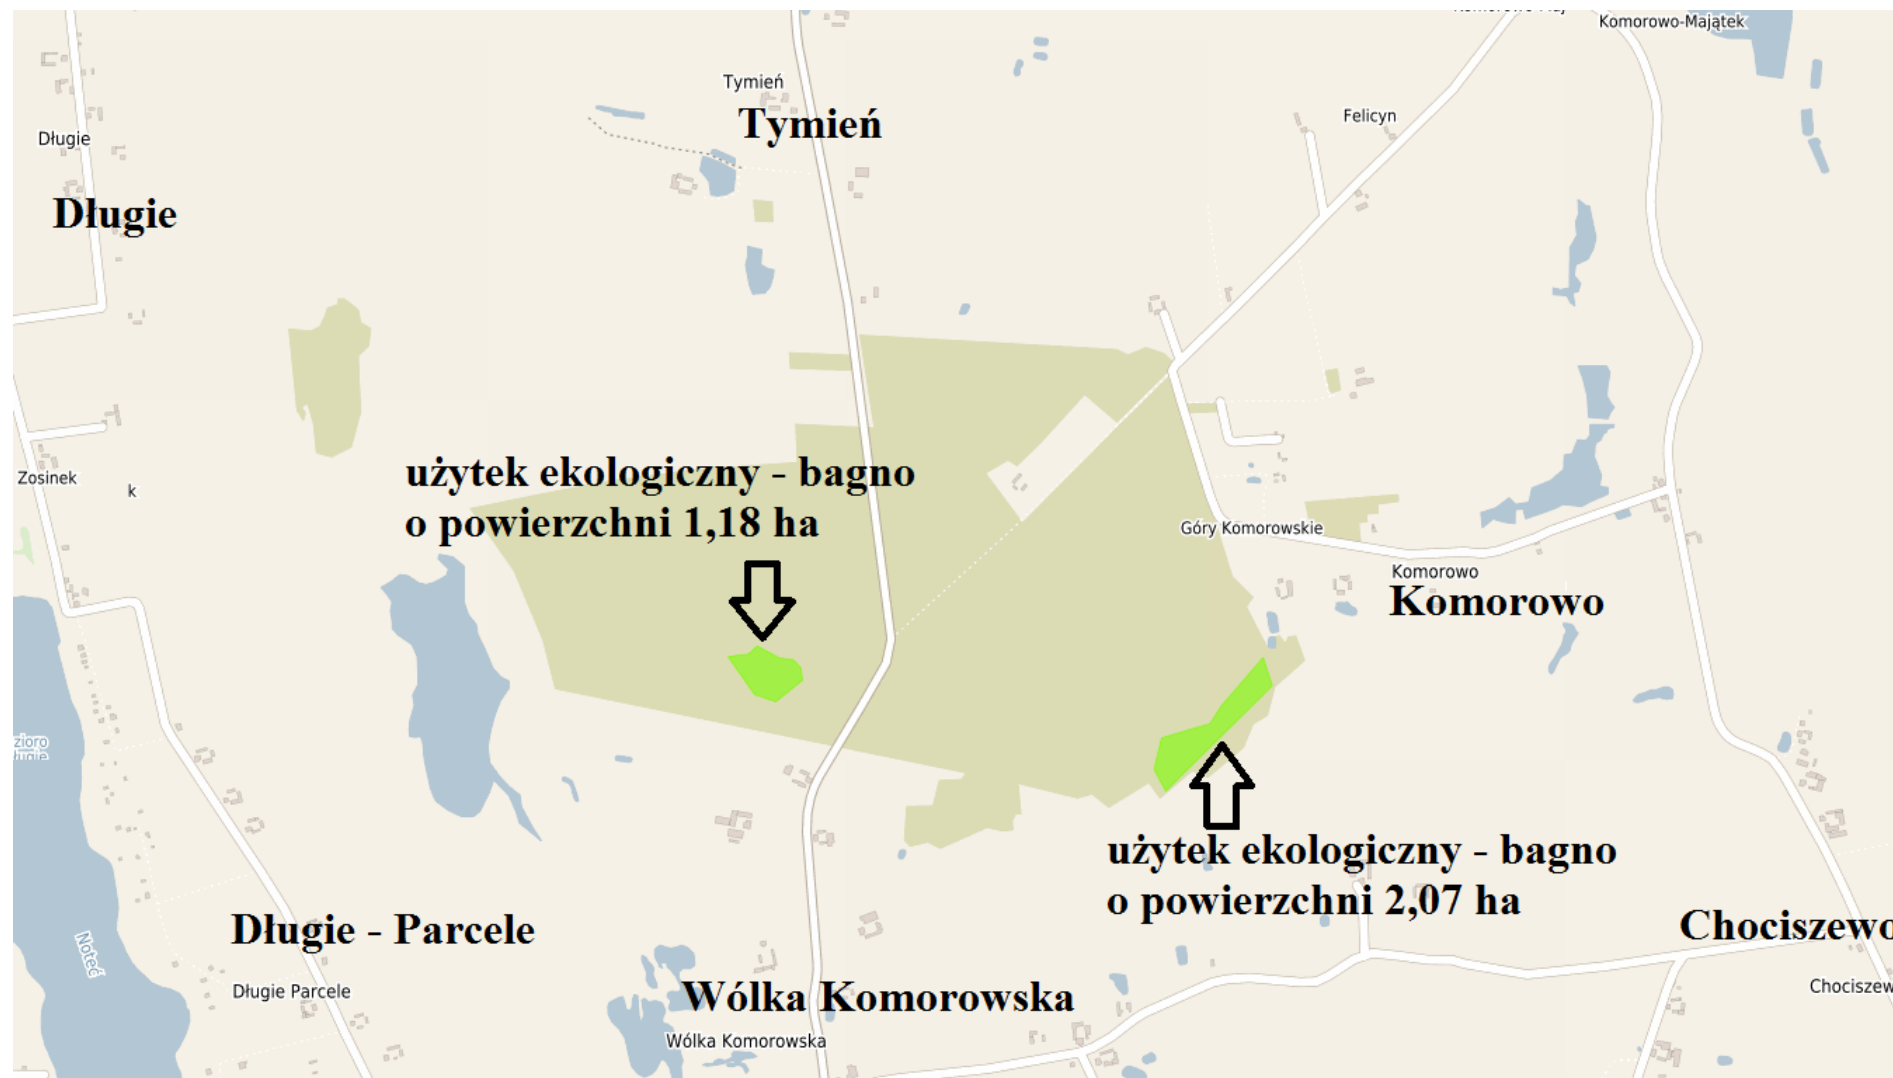 Komorowo-Majątek
Tymień
Tymień
Felicyn
Długie
Długie
użytek ekologiczny - bagno
o powierzchni 1,18 ha
Zosinek
k
Góry Komorowskie
Komorowo
Komorowo
użytek ekologiczny - bagno
o powierzchni 2,07 ha
Długie - Parcele
Chociszewo
Noteć
Długie Parcele
Wólka Komorowska
Chociszew
Wólka Komorowska